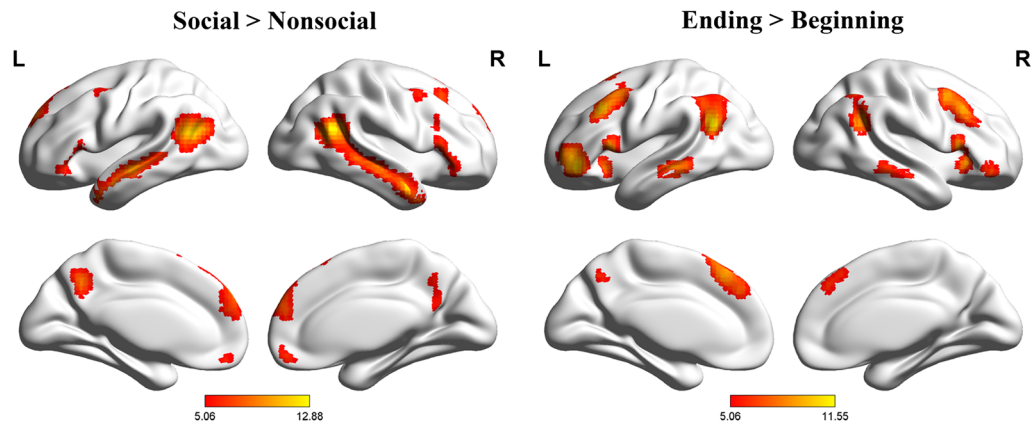 Social > Nonsocial
Ending > Beginning
L R L R
5.06 12.88 5.06 11.55